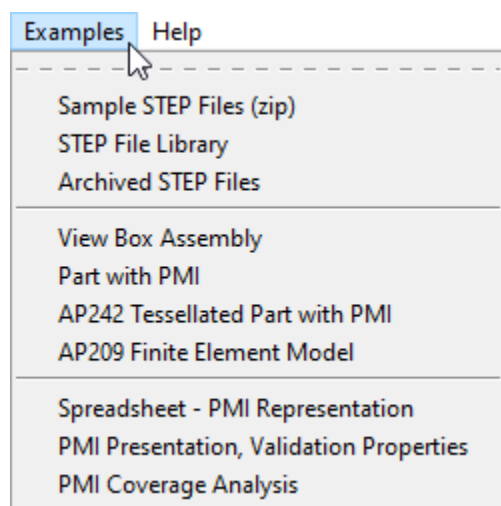 Examples Help
Sample STEP Files (zip)
STEP File Library
Archived STEP Files
View Box Assembly
Part with PMI
AP242 Tessellated Part with PMI
AP209 Finite Element Model
Spreadsheet - PMI Representation
PMI Presentation, Validation Properties
PMI Coverage Analysis